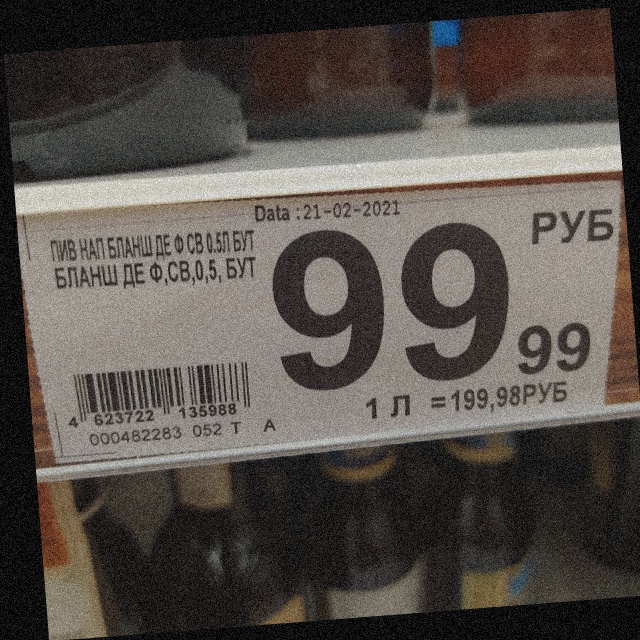 Data :21-02-2021
ПИВ НАП БЛАНШ ДЕ Ф СВ 0.5Л БУТ
БЛАНШ ДЕ Ф,СВ,0,5, БУТ
99 99 РУБ
1 Л =199,98РУБ
4 623722 135988
000482283 052 Т А